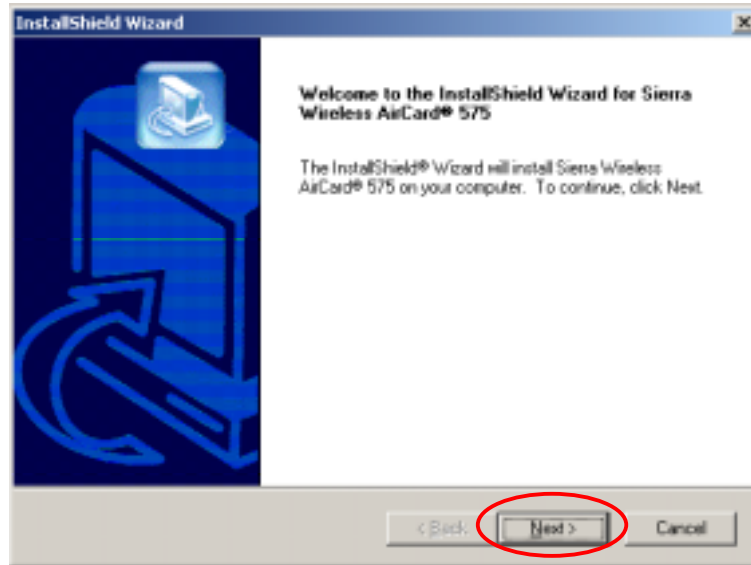 InstallShield Wizard
Welcome to the InstallShield Wizard for Sierra
Wireless AirCard® 575
The InstallShield® Wizard will install Sierra Wireless
AirCard® 575 on your computer. To continue, click Next.
< Back
Next >
Cancel